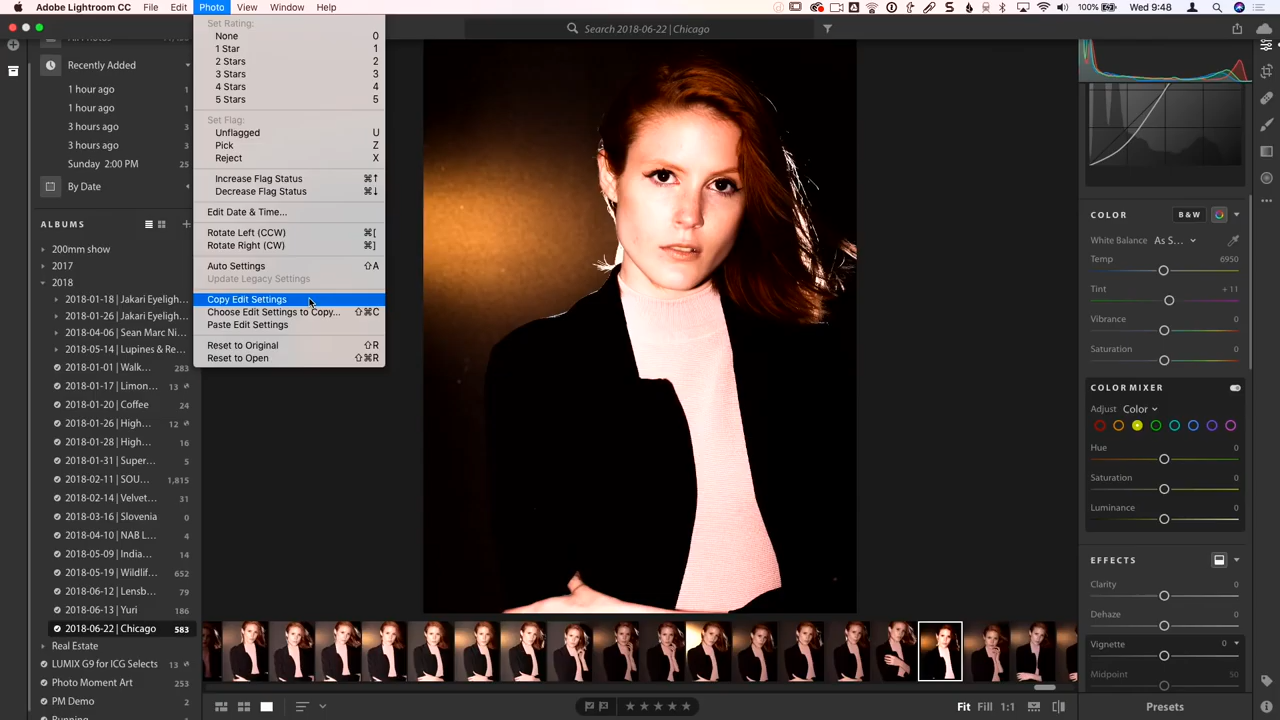 Adobe Lightroom CC File Edit Photo View Window Help
100% Wed 9:48
Search 2018-06-22 | Chicago
Recently Added
1 hour ago 1
1 hour ago 1
3 hours ago 1
3 hours ago 1
Sunday 2:00 PM 25
By Date
ALBUMS
200mm show
2017
2018
2018-01-18 | Jakari Eyeligh...
2018-01-26 | Jakari Eyeligh...
2018-04-06 | Sean Marc Ni...
2018-05-14 | Lupines & Re...
2018-01-01 | Walk... 283
2018-01-17 | Limon... 13
2018-01-20 | Coffee 24
2018-01-26 | High... 12
2018-01-28 | High... 16
2018-01-31 | Super... 5
2018-02-11 | SOU... 1,815
2018-02-14 | Velvet... 31
2018-03-16 | Slovenia 0
2018-04-10 | NAB L... 4
2018-05-09 | India... 0
2018-05-19 | Wildlif... 652
2018-06-12 | Lensb... 79
2018-06-13 | Yuri 186
2018-06-22 | Chicago 583
Real Estate
LUMIX G9 for ICG Selects 13
Photo Moment Art 253
PM Demo 2
Set Rating:
None 0
1 Star 1
2 Stars 2
3 Stars 3
4 Stars 4
5 Stars 5
Set Flag:
Unflagged U
Pick Z
Reject X
Increase Flag Status ⌘↑
Decrease Flag Status ⌘↓
Edit Date & Time...
Rotate Left (CCW) ⌘[
Rotate Right (CW) ⌘]
Auto Settings ⇧A
Update Legacy Settings
Copy Edit Settings
Choose Edit Settings to Copy... ⇧⌘C
Paste Edit Settings
Reset to Original ⇧R
Reset to Open ⇧⌘R
COLOR B&W
White Balance As S...
Temp 6950
Tint + 11
Vibrance 0
Saturation 0
COLOR MIXER
Adjust Color
Hue 0
Saturation 0
Luminance 0
EFFECTS
Clarity 0
Dehaze 0
Vignette 0
Midpoint 50
Fit Fill 1:1
Presets